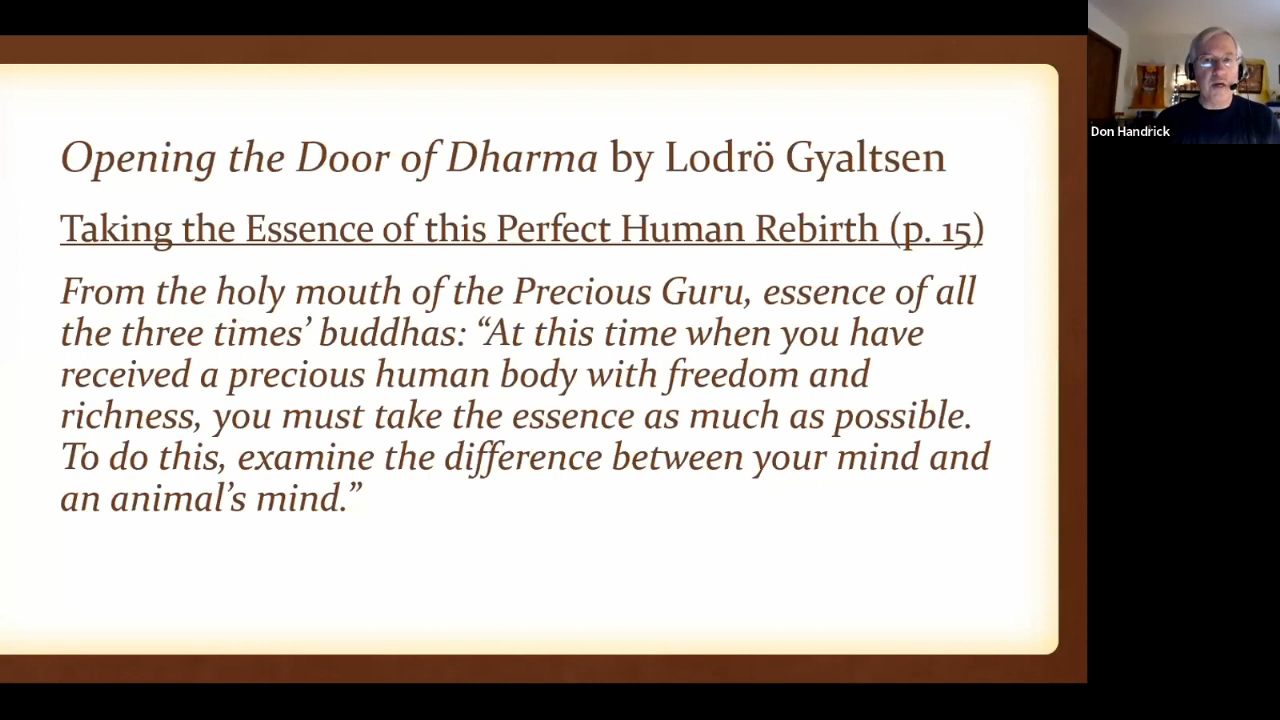 Opening the Door of Dharma by Lodrö Gyaltsen
Taking the Essence of this Perfect Human Rebirth (p. 15)
From the holy mouth of the Precious Guru, essence of all
the three times’ buddhas: “At this time when you have
received a precious human body with freedom and
richness, you must take the essence as much as possible.
To do this, examine the difference between your mind and
an animal’s mind.”
Don Handrick